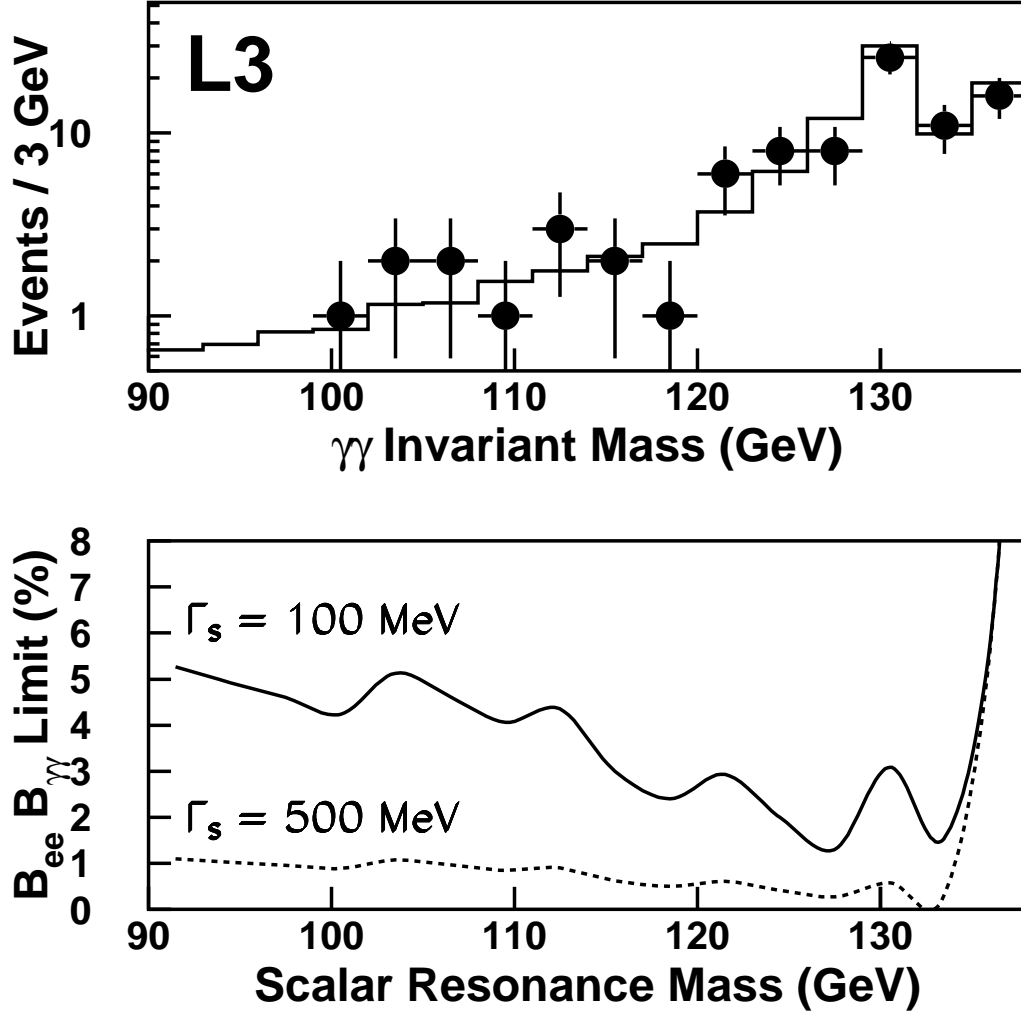 L3
Events / 3 GeV
10
1
90 100 110 120 130
γγ Invariant Mass (GeV)
B_ee B_γγ Limit (%)
8
7
6
5
4
3
2
1
0
Γ_s = 100 MeV
Γ_s = 500 MeV
90 100 110 120 130
Scalar Resonance Mass (GeV)